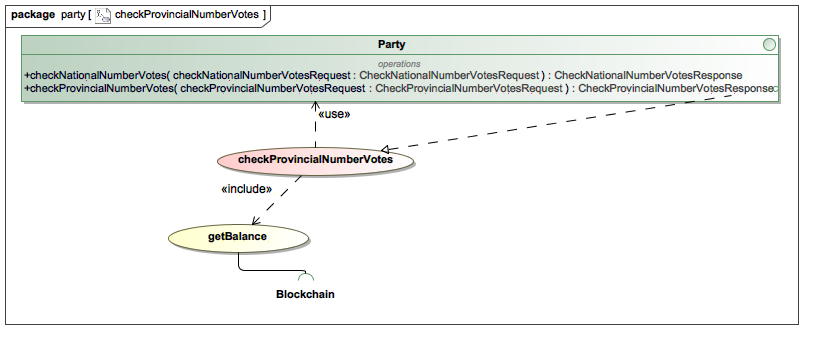 package party [ checkProvincialNumberVotes ]
Party
operations
+checkNationalNumberVotes( checkNationalNumberVotesRequest : CheckNationalNumberVotesRequest ) : CheckNationalNumberVotesResponse
+checkProvincialNumberVotes( checkProvincialNumberVotesRequest : CheckProvincialNumberVotesRequest ) : CheckProvincialNumberVotesResponse
«use»
checkProvincialNumberVotes
«include»
getBalance
Blockchain